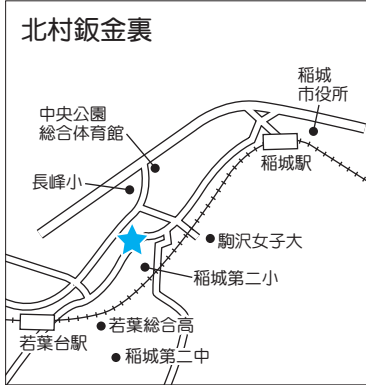 北村鈑金裏
稲城
市役所
中央公園
総合体育館
稲城駅
長峰小
駒沢女子大
稲城第二小
若葉総合高
若葉台駅
稲城第二中